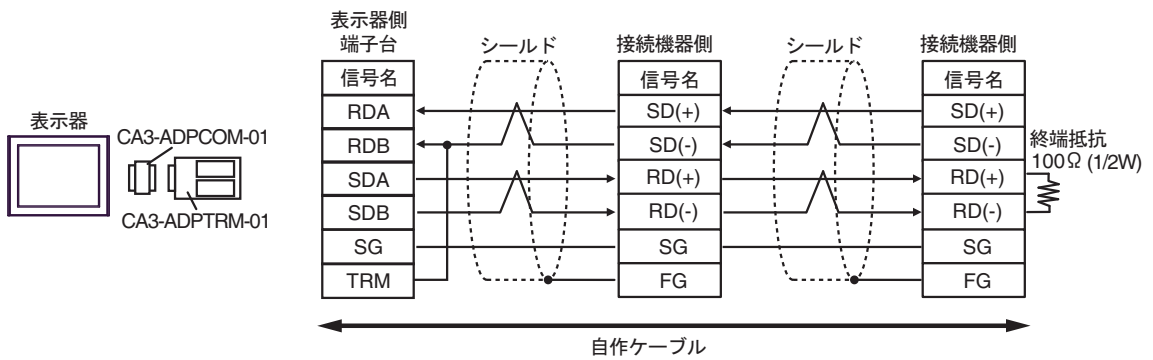 表示器
CA3-ADPCOM-01
CA3-ADPTRM-01
表示器側
端子台
信号名
RDA
RDB
SDA
SDB
SG
TRM
シールド
接続機器側
信号名
SD(+)
SD(-)
RD(+)
RD(-)
SG
FG
シールド
接続機器側
信号名
SD(+)
SD(-)
RD(+)
RD(-)
SG
FG
終端抵抗
100Ω (1/2W)
自作ケーブル